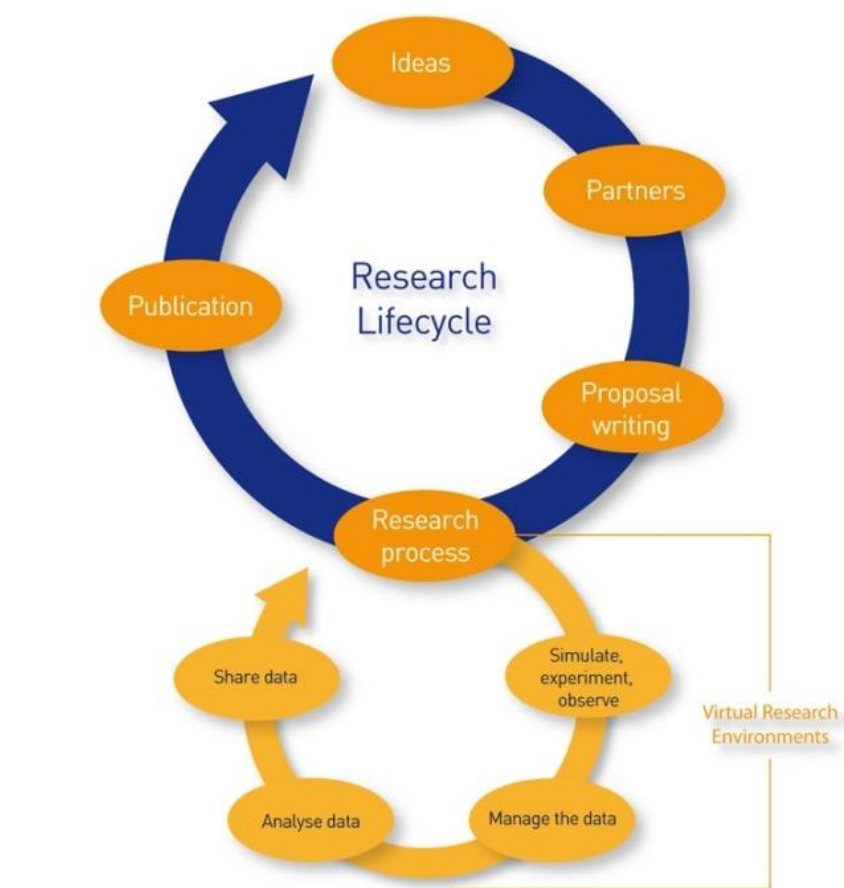 Ideas
Partners
Research
Lifecycle
Publication
Proposal
writing
Research
process
Simulate,
experiment,
observe
Share data
Virtual Research
Environments
Manage the data
Analyse data